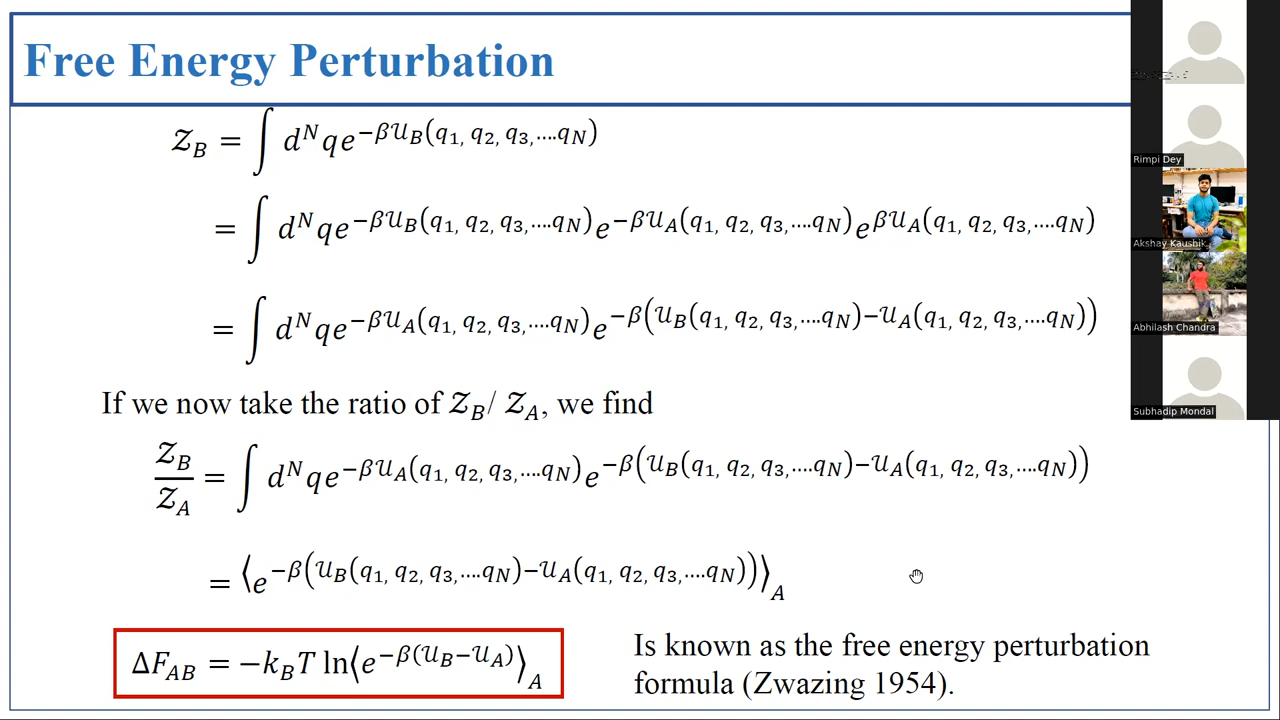 Free Energy Perturbation
𝒵_B = ∫ d^N q e^{−β𝒰_B(q_1, q_2, q_3,….q_N)}
= ∫ d^N q e^{−β𝒰_B(q_1, q_2, q_3,….q_N)} e^{−β𝒰_A(q_1, q_2, q_3,….q_N)} e^{β𝒰_A(q_1, q_2, q_3,….q_N)}
= ∫ d^N q e^{−β𝒰_A(q_1, q_2, q_3,….q_N)} e^{−β(𝒰_B(q_1, q_2, q_3,….q_N)−𝒰_A(q_1, q_2, q_3,….q_N))}
If we now take the ratio of 𝒵_B/ 𝒵_A, we find
𝒵_B/𝒵_A = ∫ d^N q e^{−β𝒰_A(q_1, q_2, q_3,….q_N)} e^{−β(𝒰_B(q_1, q_2, q_3,….q_N)−𝒰_A(q_1, q_2, q_3,….q_N))}
= ⟨e^{−β(𝒰_B(q_1, q_2, q_3,….q_N)−𝒰_A(q_1, q_2, q_3,….q_N))}⟩_A
ΔF_{AB} = −k_B T ln⟨e^{−β(𝒰_B−𝒰_A)}⟩_A
Is known as the free energy perturbation
formula (Zwazing 1954).
Rimpi Dey
Akshay Kaushik
Abhilash Chandra
Subhadip Mondal